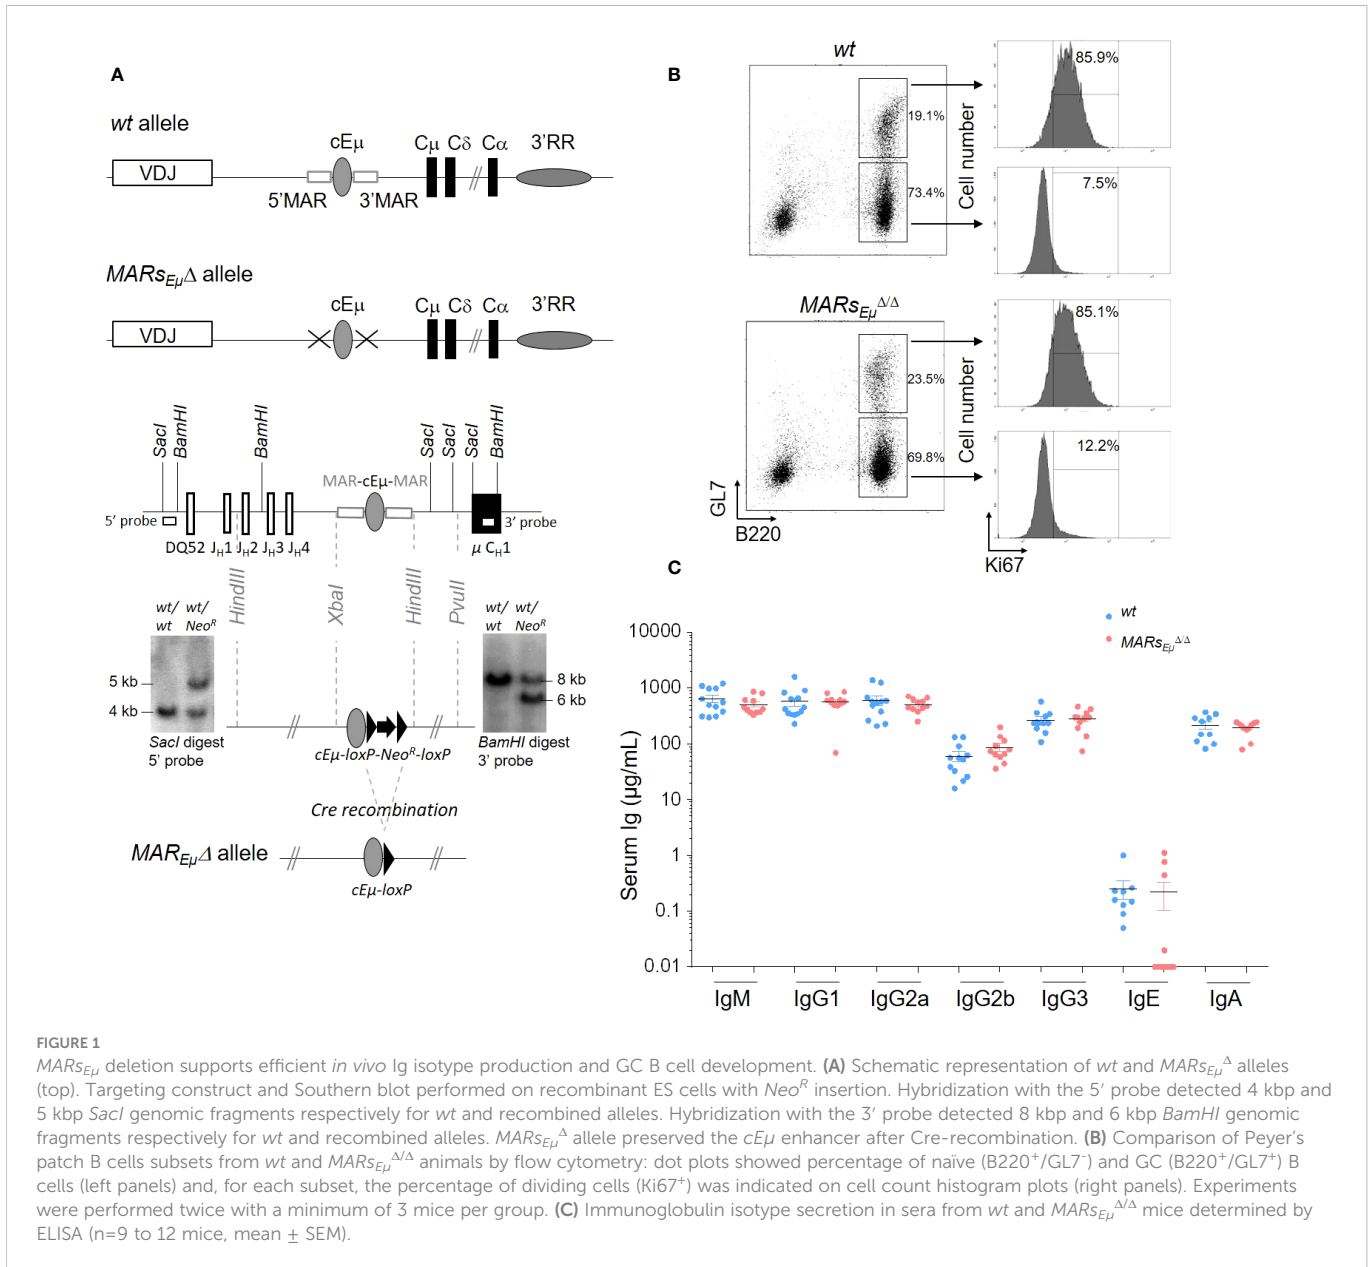 A
wt allele
cEµ
Cµ Cδ Cα 3'RR
VDJ
5'MAR 3'MAR
MARsEµΔ allele
cEµ
Cµ Cδ Cα 3'RR
VDJ
SacI BamHI BamHI SacI SacI SacI BamHI
MAR-cEµ-MAR
5' probe 3' probe
DQ52 JH1 JH2 JH3 JH4 µ CH1
HindIII XbaI HindIII PvuII
wt/wt wt/NeoR
5 kb
4 kb
SacI digest
5' probe
wt/wt wt/NeoR
8 kb
6 kb
BamHI digest
3' probe
cEµ-loxP-NeoR-loxP
Cre recombination
MAREµΔ allele
cEµ-loxP
B
wt
19.1%
73.4%
Cell number
85.9%
7.5%
MARsEµΔ/Δ
23.5%
69.8%
Cell number
85.1%
12.2%
GL7
B220
Ki67
C
wt
MARsEµΔ/Δ
Serum Ig (µg/mL)
10000
1000
100
10
1
0.1
0.01
IgM IgG1 IgG2a IgG2b IgG3 IgE IgA
FIGURE 1
MARsEµ deletion supports efficient in vivo Ig isotype production and GC B cell development. (A) Schematic representation of wt and MARsEµΔ alleles
(top). Targeting construct and Southern blot performed on recombinant ES cells with NeoR insertion. Hybridization with the 5′ probe detected 4 kbp and
5 kbp SacI genomic fragments respectively for wt and recombined alleles. Hybridization with the 3′ probe detected 8 kbp and 6 kbp BamHI genomic
fragments respectively for wt and recombined alleles. MARsEµΔ allele preserved the cEµ enhancer after Cre-recombination. (B) Comparison of Peyer's
patch B cells subsets from wt and MARsEµΔ/Δ animals by flow cytometry: dot plots showed percentage of naïve (B220+/GL7-) and GC (B220+/GL7+) B
cells (left panels) and, for each subset, the percentage of dividing cells (Ki67+) was indicated on cell count histogram plots (right panels). Experiments
were performed twice with a minimum of 3 mice per group. (C) Immunoglobulin isotype secretion in sera from wt and MARsEµΔ/Δ mice determined by
ELISA (n=9 to 12 mice, mean ± SEM).